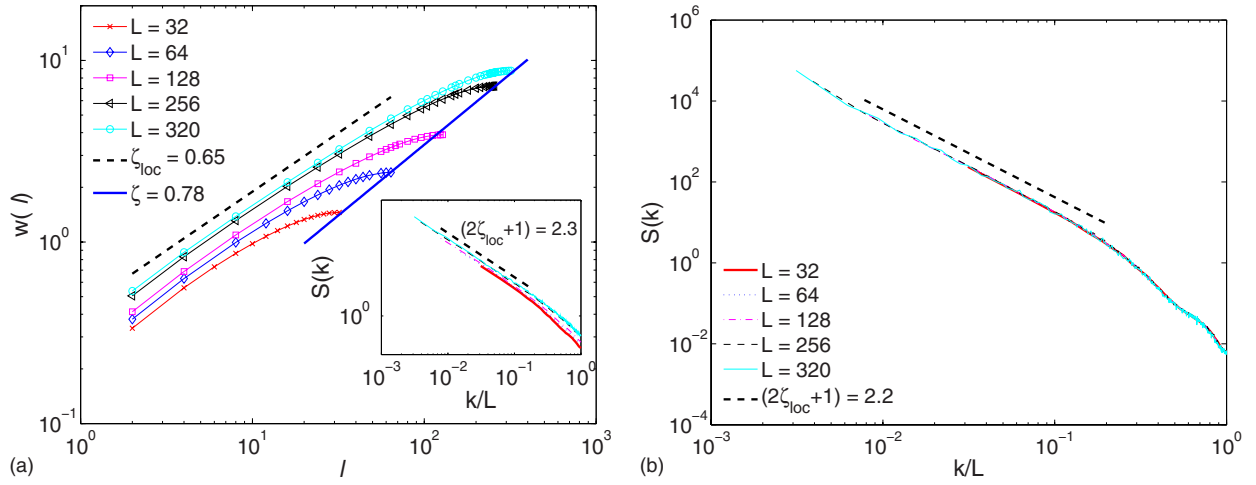 w( l)
10^1
10^0
10^-1
L = 32
L = 64
L = 128
L = 256
L = 320
ζloc = 0.65
ζ = 0.78
S(k)
10^0
(2ζloc+1) = 2.3
10^-3 10^-2 10^-1 10^0
k/L
10^0 10^1 10^2 10^3
l
(a)
S(k)
10^6
10^4
10^2
10^0
10^-2
10^-4
L = 32
L = 64
L = 128
L = 256
L = 320
(2ζloc+1) = 2.2
10^-3 10^-2 10^-1 10^0
k/L
(b)